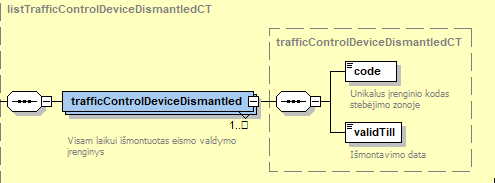 listTrafficControlDeviceDismantledCT
trafficControlDeviceDismantledCT
code
Unikalus įrenginio kodas
stebėjimo zonoje
trafficControlDeviceDismantled
1..□
Visam laikui išmontuotas eismo valdymo
įrenginys
validTill
Išmontavimo data